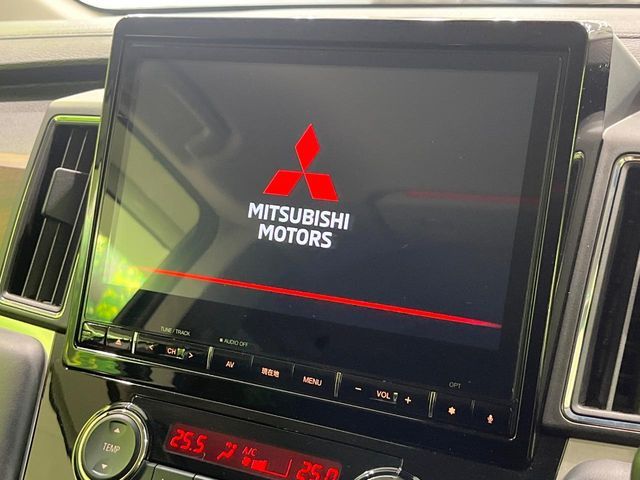 MITSUBISHI
MOTORS
TUNE / TRACK
AUDIO OFF
OPT
< CH >
AV
現在地
MENU
− VOL +
TEMP
25.5
A/C
25.0